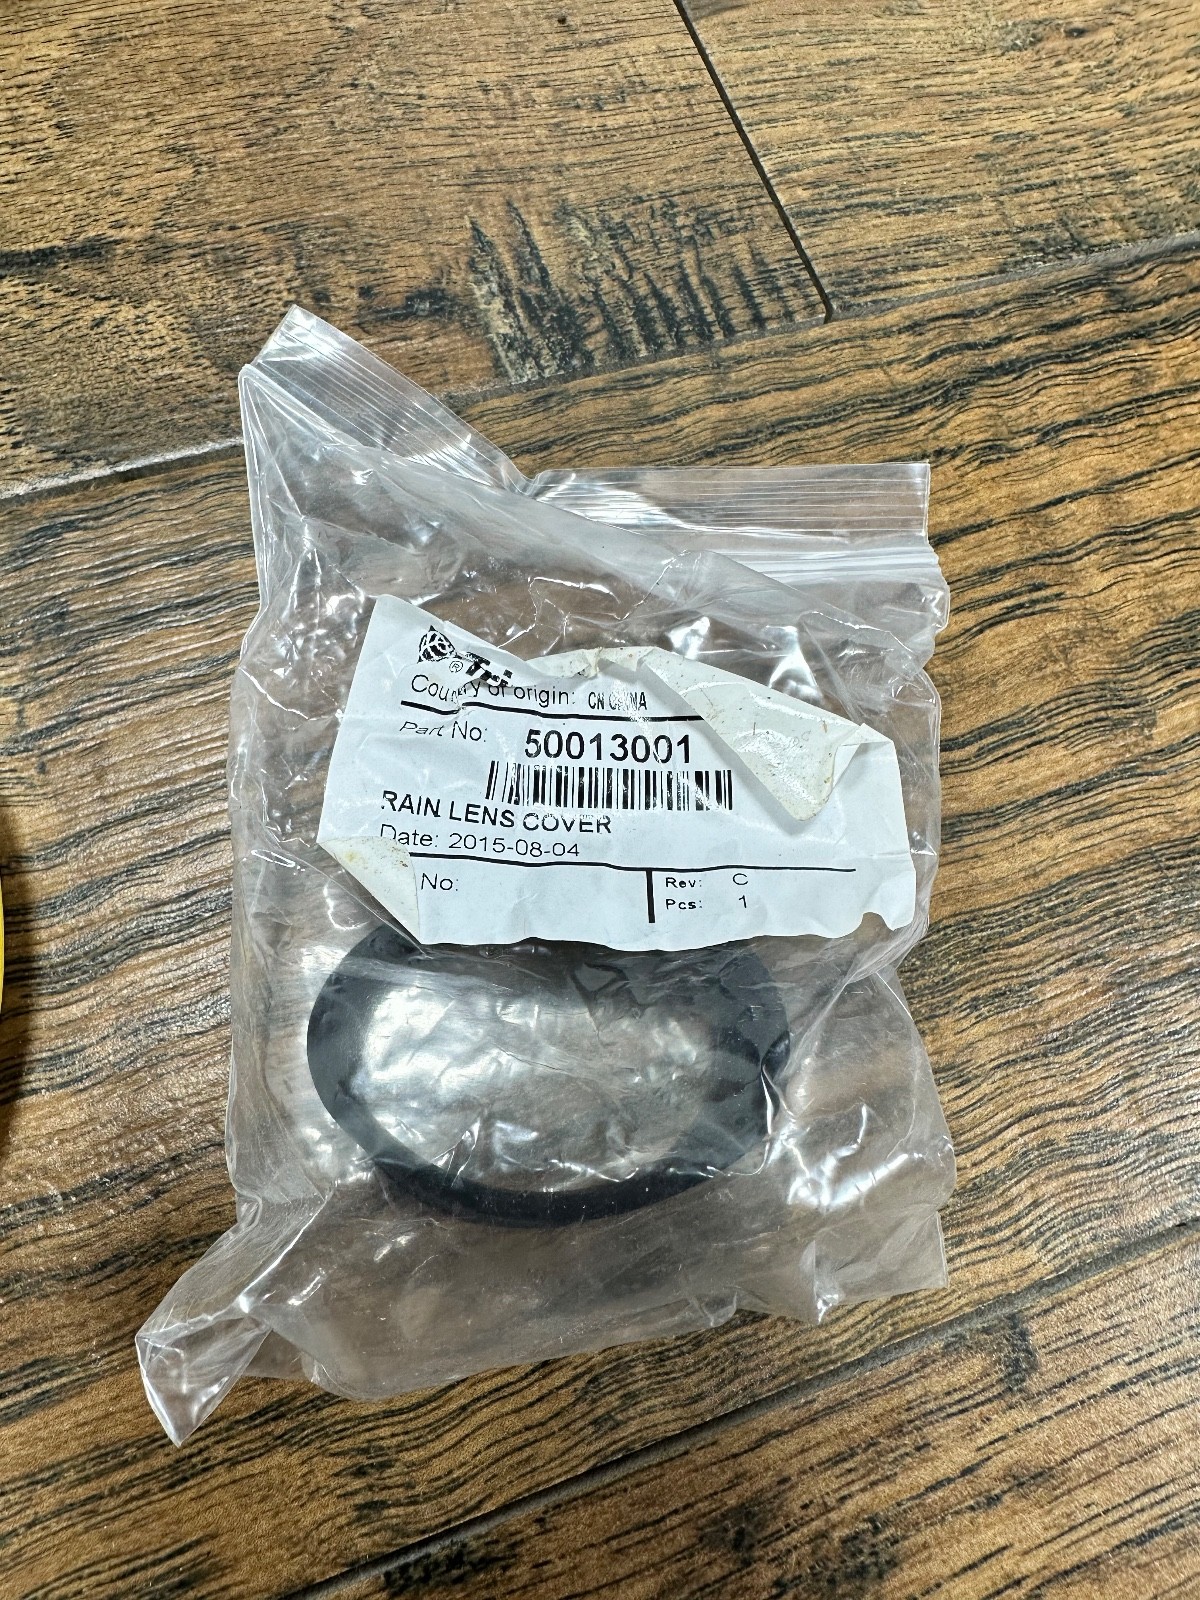 ® Tri
Country of origin: CN CHINA
Part No: 50013001
RAIN LENS COVER
Date: 2015-08-04
No:
Rev: C
Pcs: 1